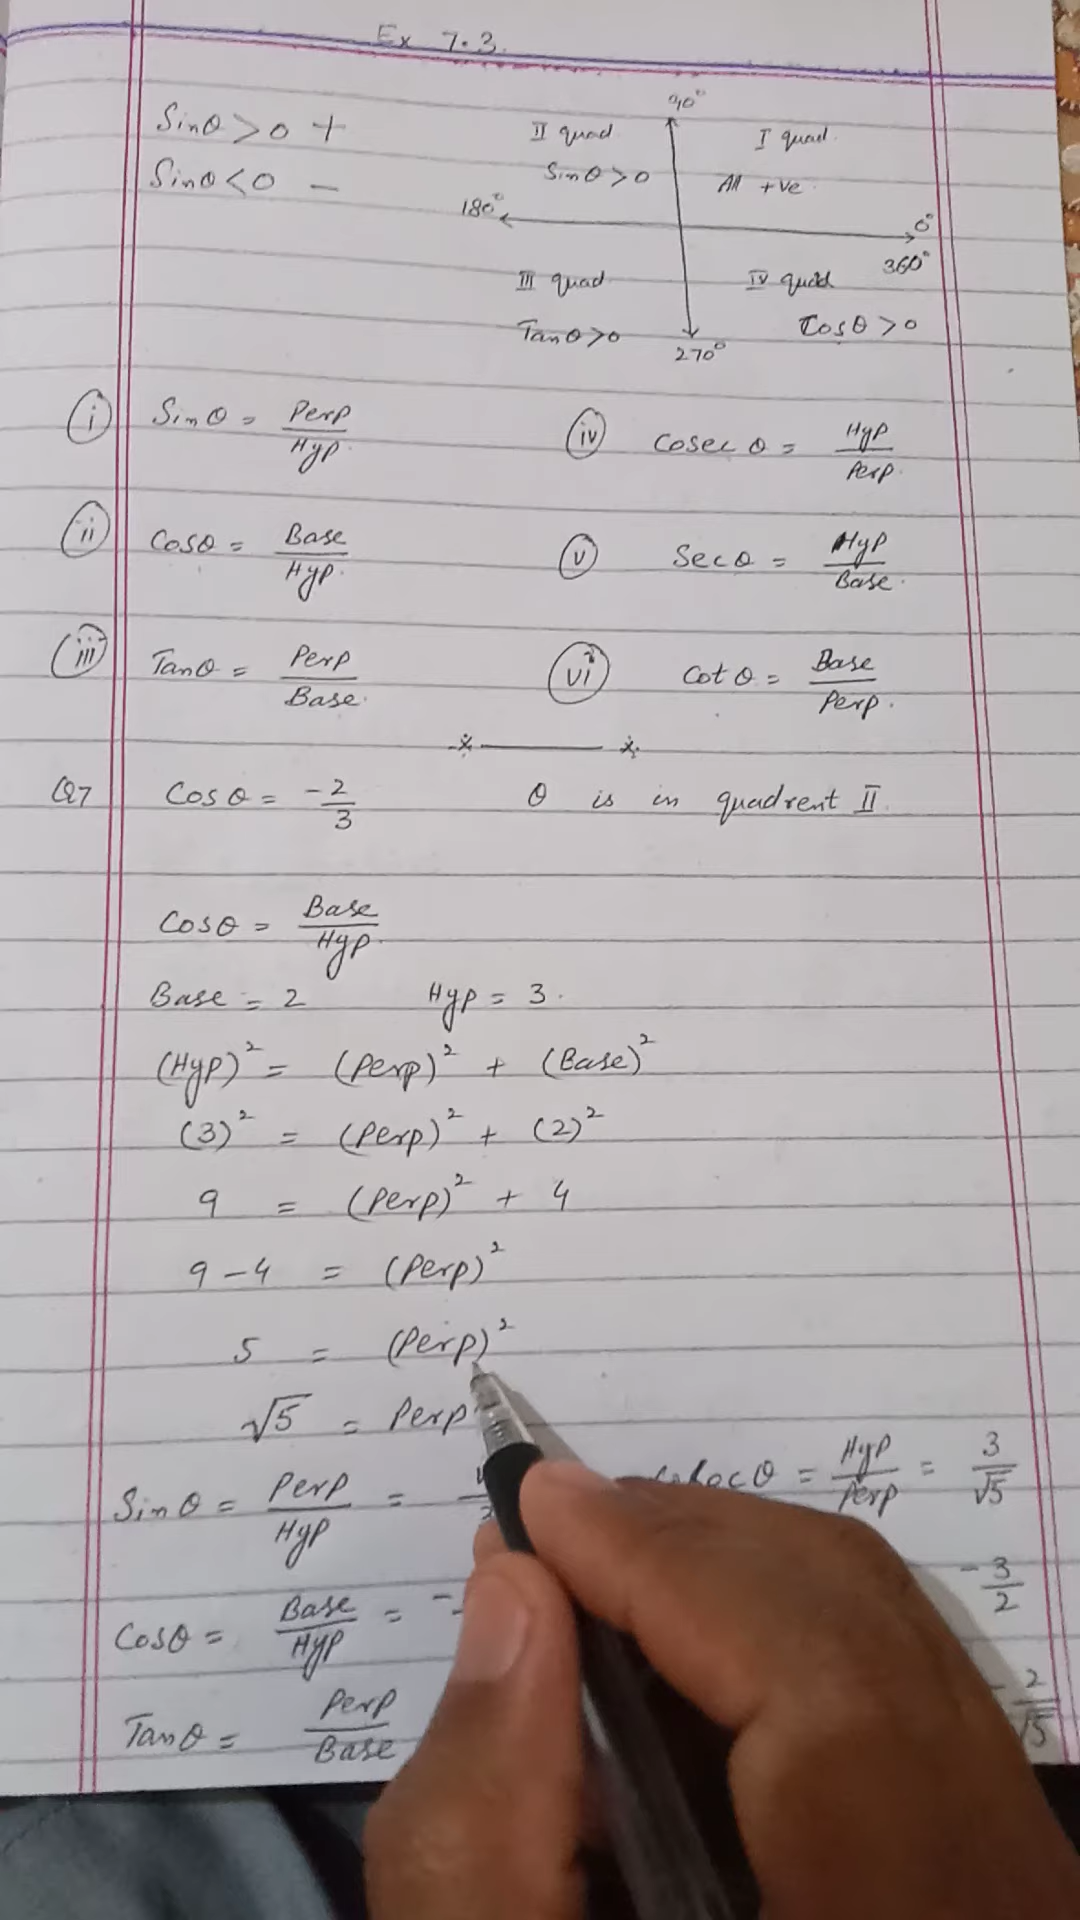 Ex 7.3.
90°
Sinθ>0 + II quad. I quad.
Sinθ<0 − Sinθ>0 All +ve.
180° 0°
360°
III quad IV quad
Tanθ>0 Cosθ>0
270°
(i) Sinθ = Perp/Hyp. (iv) Cosec θ = Hyp/Perp.
(ii) Cosθ = Base/Hyp. (v) Sec θ = Hyp/Base.
(iii) Tanθ = Perp/Base. (vi) Cot θ = Base/Perp.
Q7 Cos θ = -2/3 θ is in quadrent II.
Cosθ = Base/Hyp.
Base = 2 Hyp = 3.
(Hyp)² = (Perp)² + (Base)²
(3)² = (Perp)² + (2)²
9 = (Perp)² + 4
9 - 4 = (Perp)²
5 = (Perp)²
√5 = Perp
Sin θ = Perp/Hyp = θ = Hyp/Perp = 3/√5
Cosθ = Base/Hyp = - -3/2
Tanθ = Perp/Base 2/√5